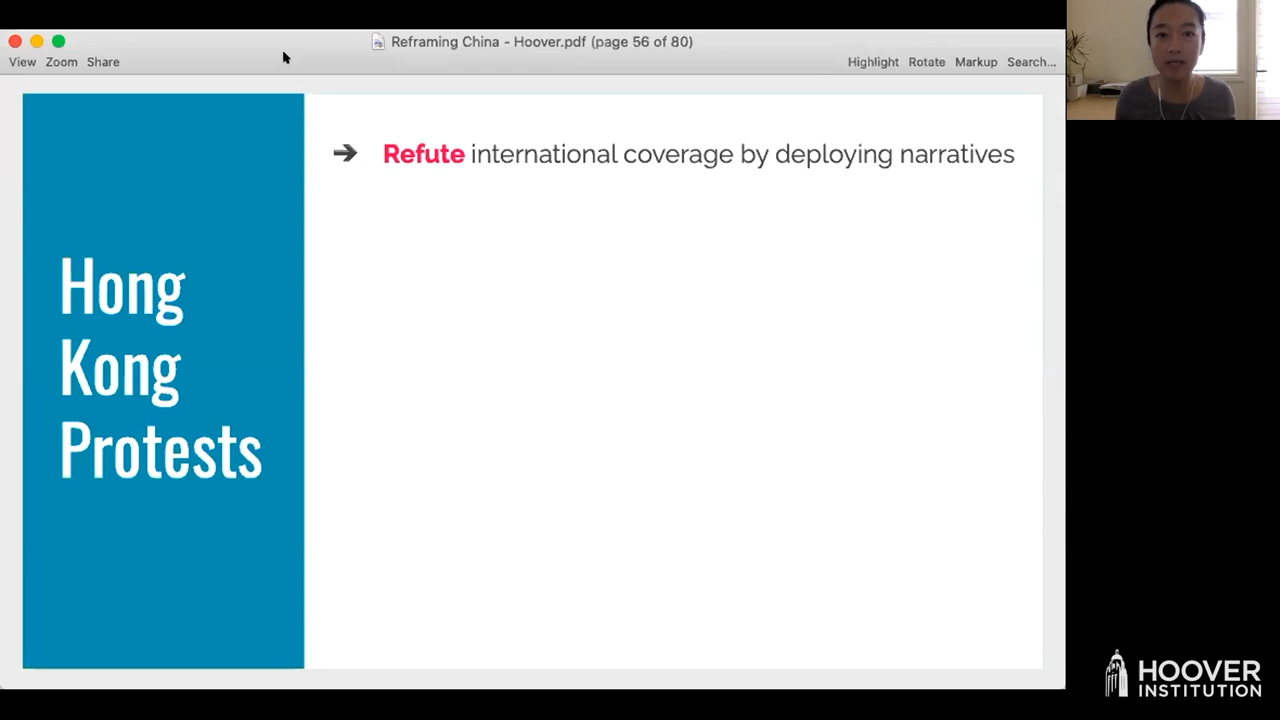 Reframing China - Hoover.pdf (page 56 of 80)
View Zoom Share
Highlight Rotate Markup Search...
➔ Refute international coverage by deploying narratives
Hong
Kong
Protests
HOOVER
INSTITUTION